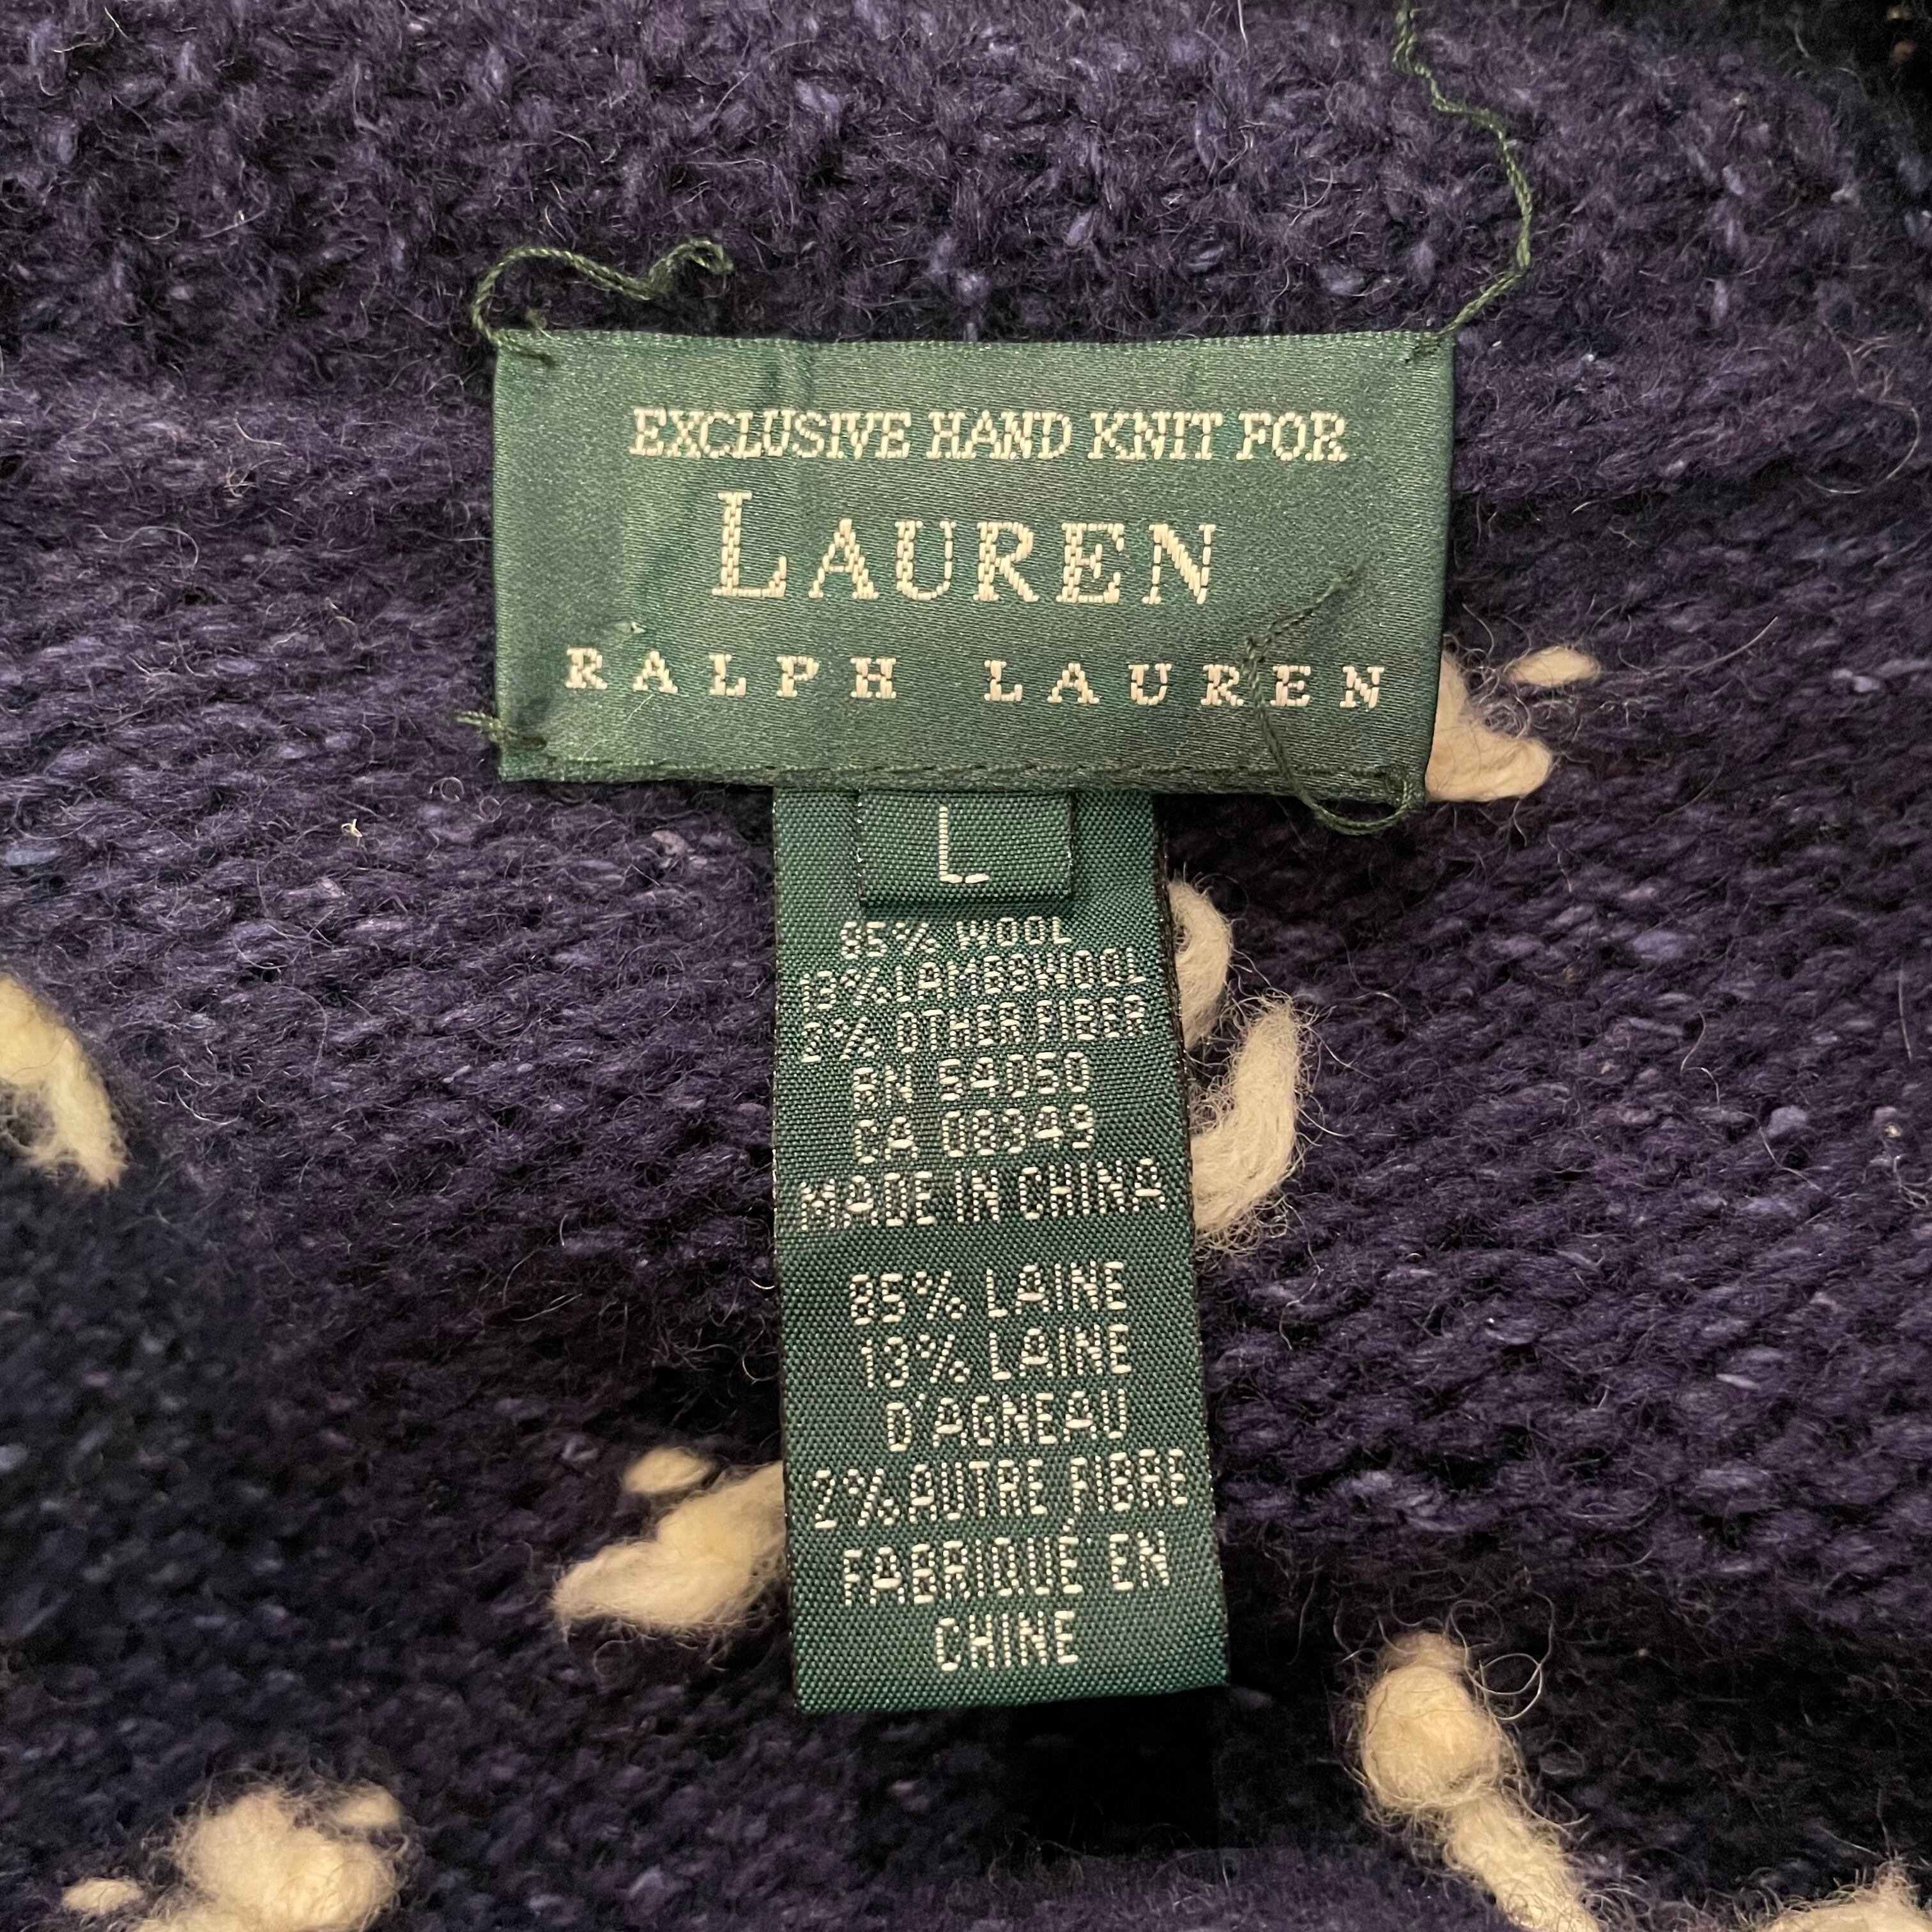 EXCLUSIVE HAND KNIT FOR
LAUREN
RALPH LAUREN
L
85% WOOL
13% LAMBSWOOL
2% OTHER FIBER
RN 54050
CA 08949
MADE IN CHINA
85% LAINE
13% LAINE
D'AGNEAU
2% AUTRE FIBRE
FABRIQUÉ EN
CHINE